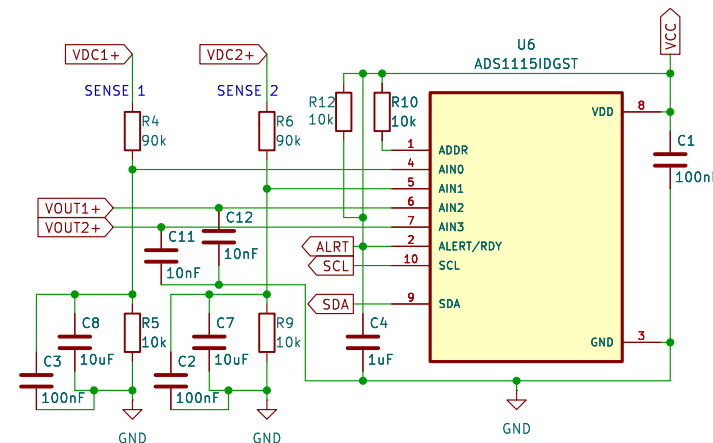 VCC
U6
ADS1115IDGST
VDC1+
VDC2+
SENSE 1
SENSE 2
R4
90k
R6
90k
R12
10k
R10
10k
VDD
8
C1
100nF
1
ADDR
4
AIN0
5
AIN1
6
AIN2
7
AIN3
2
ALERT/RDY
10
SCL
9
SDA
GND
3
VOUT1+
VOUT2+
C12
10nF
C11
10nF
ALRT
SCL
SDA
C8
10uF
R5
10k
C7
10uF
R9
10k
C4
1uF
C3
100nF
C2
100nF
GND
GND
GND